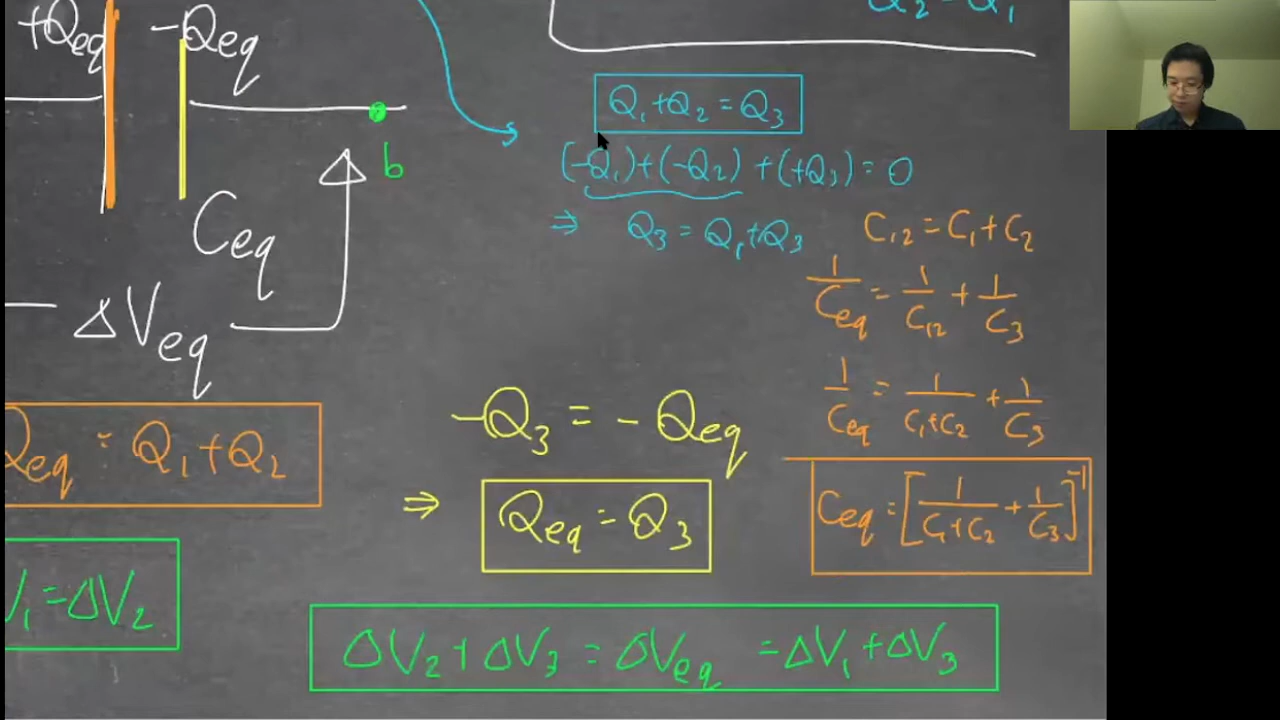 +Qeq -Qeq
b
Ceq
ΔVeq
Qeq = Q1+Q2
V1=ΔV2
Q1+Q2 = Q3
(-Q1)+(-Q2)+(+Q3)=0
⇒ Q3 = Q1+Q3
-Q3 = -Qeq
⇒ Qeq = Q3
C12=C1+C2
1/Ceq = 1/C12 + 1/C3
1/Ceq = 1/C1+C2 + 1/C3
Ceq = [1/C1+C2 + 1/C3]^-1
ΔV2+ΔV3 = ΔVeq = ΔV1+ΔV3